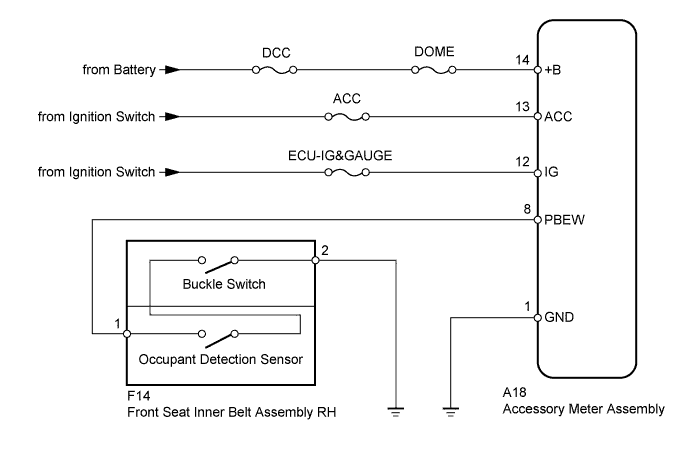 DCC
DOME
from Battery
14
+B
ACC
from Ignition Switch
13
ACC
ECU-IG&GAUGE
from Ignition Switch
12
IG
8
PBEW
2
Buckle Switch
1
GND
1
Occupant Detection Sensor
F14
Front Seat Inner Belt Assembly RH
A18
Accessory Meter Assembly